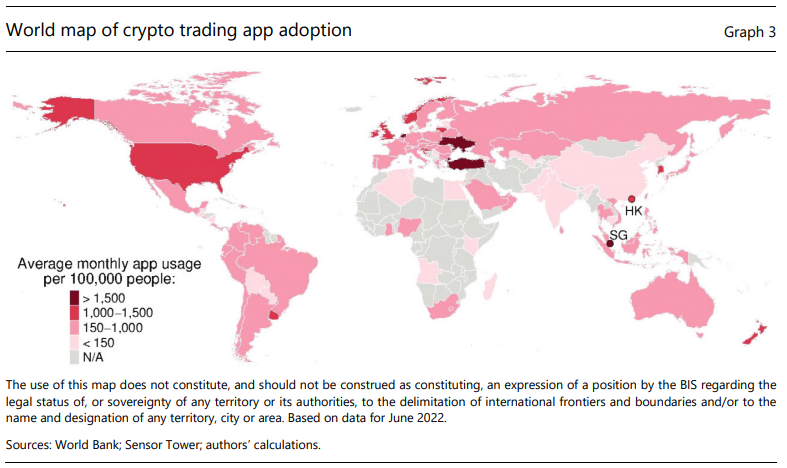 World map of crypto trading app adoption
Graph 3
HK
SG
Average monthly app usage
per 100,000 people:
> 1,500
1,000–1,500
150–1,000
< 150
N/A
The use of this map does not constitute, and should not be construed as constituting, an expression of a position by the BIS regarding the
legal status of, or sovereignty of any territory or its authorities, to the delimitation of international frontiers and boundaries and/or to the
name and designation of any territory, city or area. Based on data for June 2022.
Sources: World Bank; Sensor Tower; authors’ calculations.